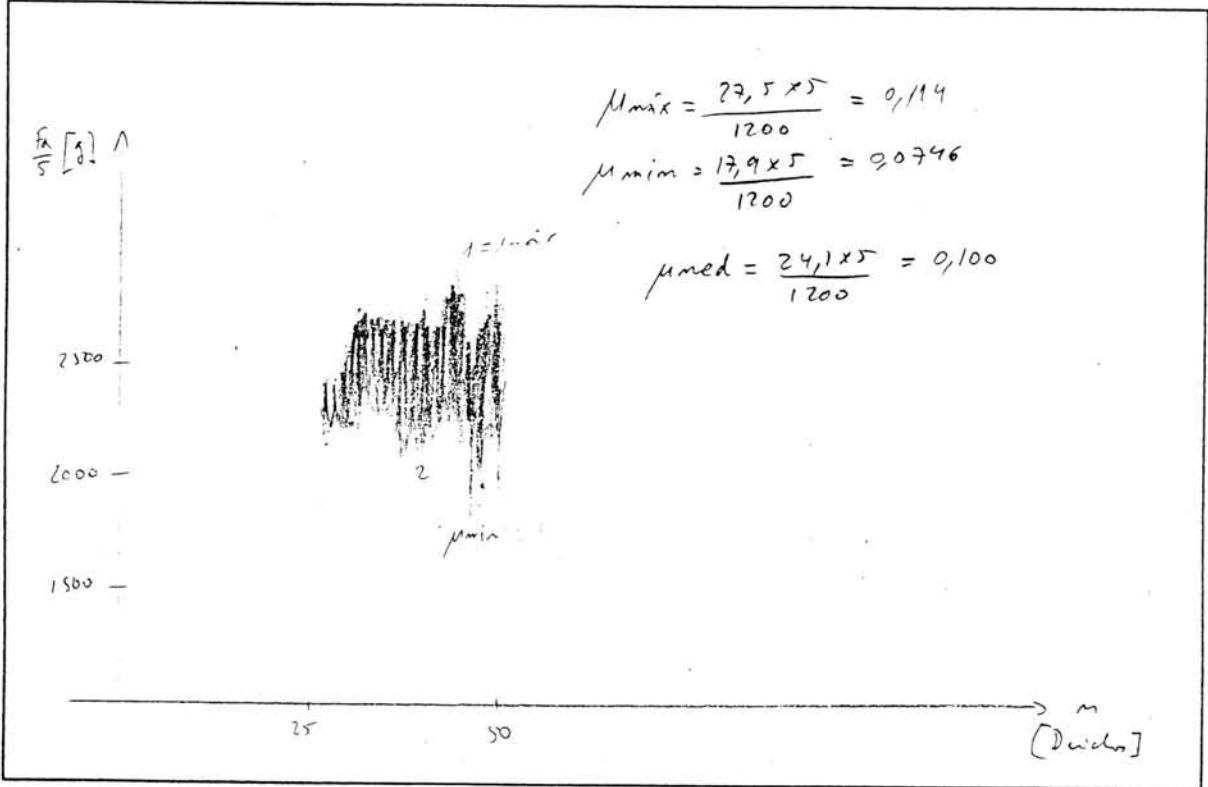 μmáx = 27,5 x 5 / 1200 = 0,114
μmin = 17,9 x 5 / 1200 = 0,0746
μmed = 24,1 x 5 / 1200 = 0,100
Fa/5 [g]
2500
2000
1500
2
μmin
25
50
n